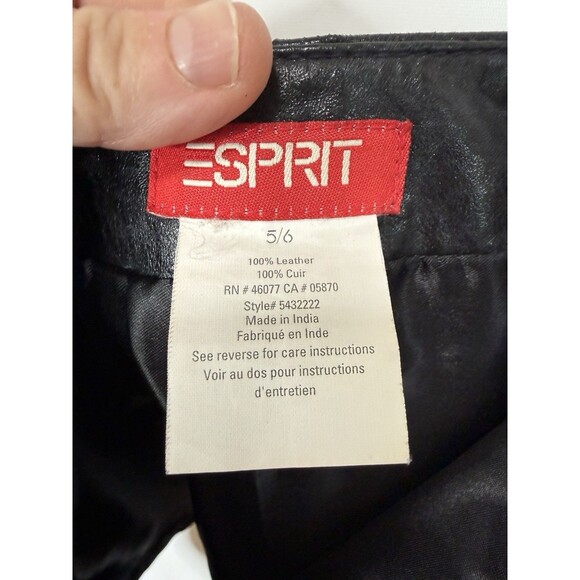 ESPRIT
5/6
100% Leather
100% Cuir
RN # 46077 CA # 05870
Style# 5432222
Made in India
Fabriqué en Inde
See reverse for care instructions
Voir au dos pour instructions
d'entretien